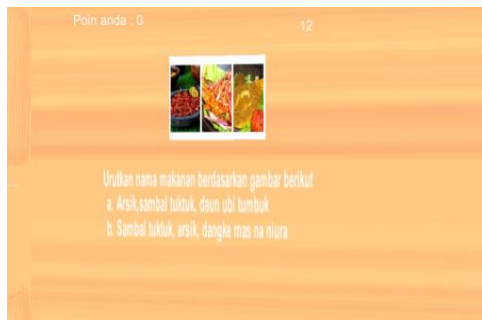 Poin anda : 0
12
Urutkan nama makanan berdasarkan gambar berikut
a. Arsik,sambal tuktuk, daun ubi tumbuk
b. Sambal tuktuk, arsik, dangke mas na niura